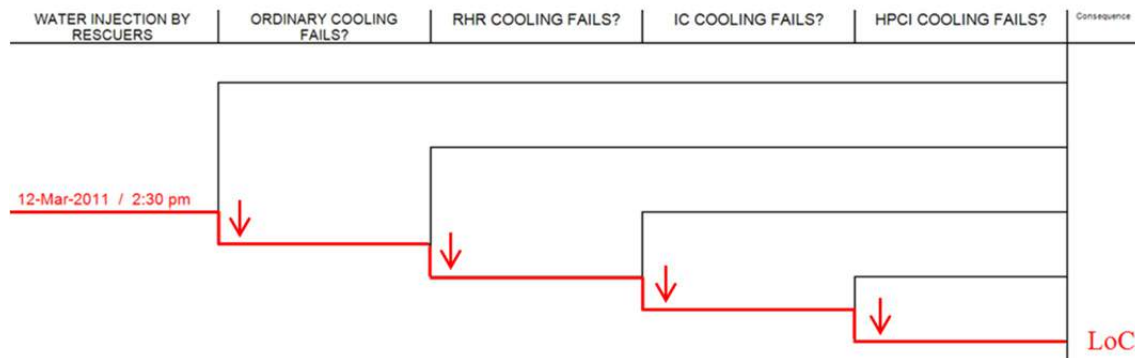 WATER INJECTION BY
RESCUERS
ORDINARY COOLING
FAILS?
RHR COOLING FAILS?
IC COOLING FAILS?
HPCI COOLING FAILS?
Consequence
12-Mar-2011 / 2:30 pm
LoC